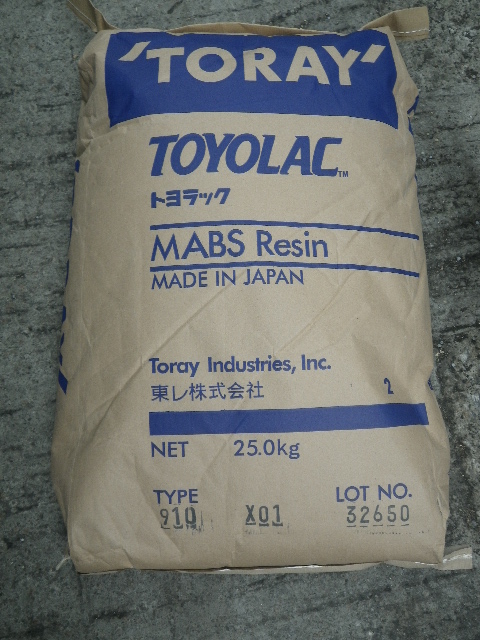 'TORAY'
TOYOLAC™
トヨラック
MABS Resin
MADE IN JAPAN
Toray Industries, Inc.
東レ株式会社 2
NET 25.0kg
TYPE LOT NO.
910 X01 32650